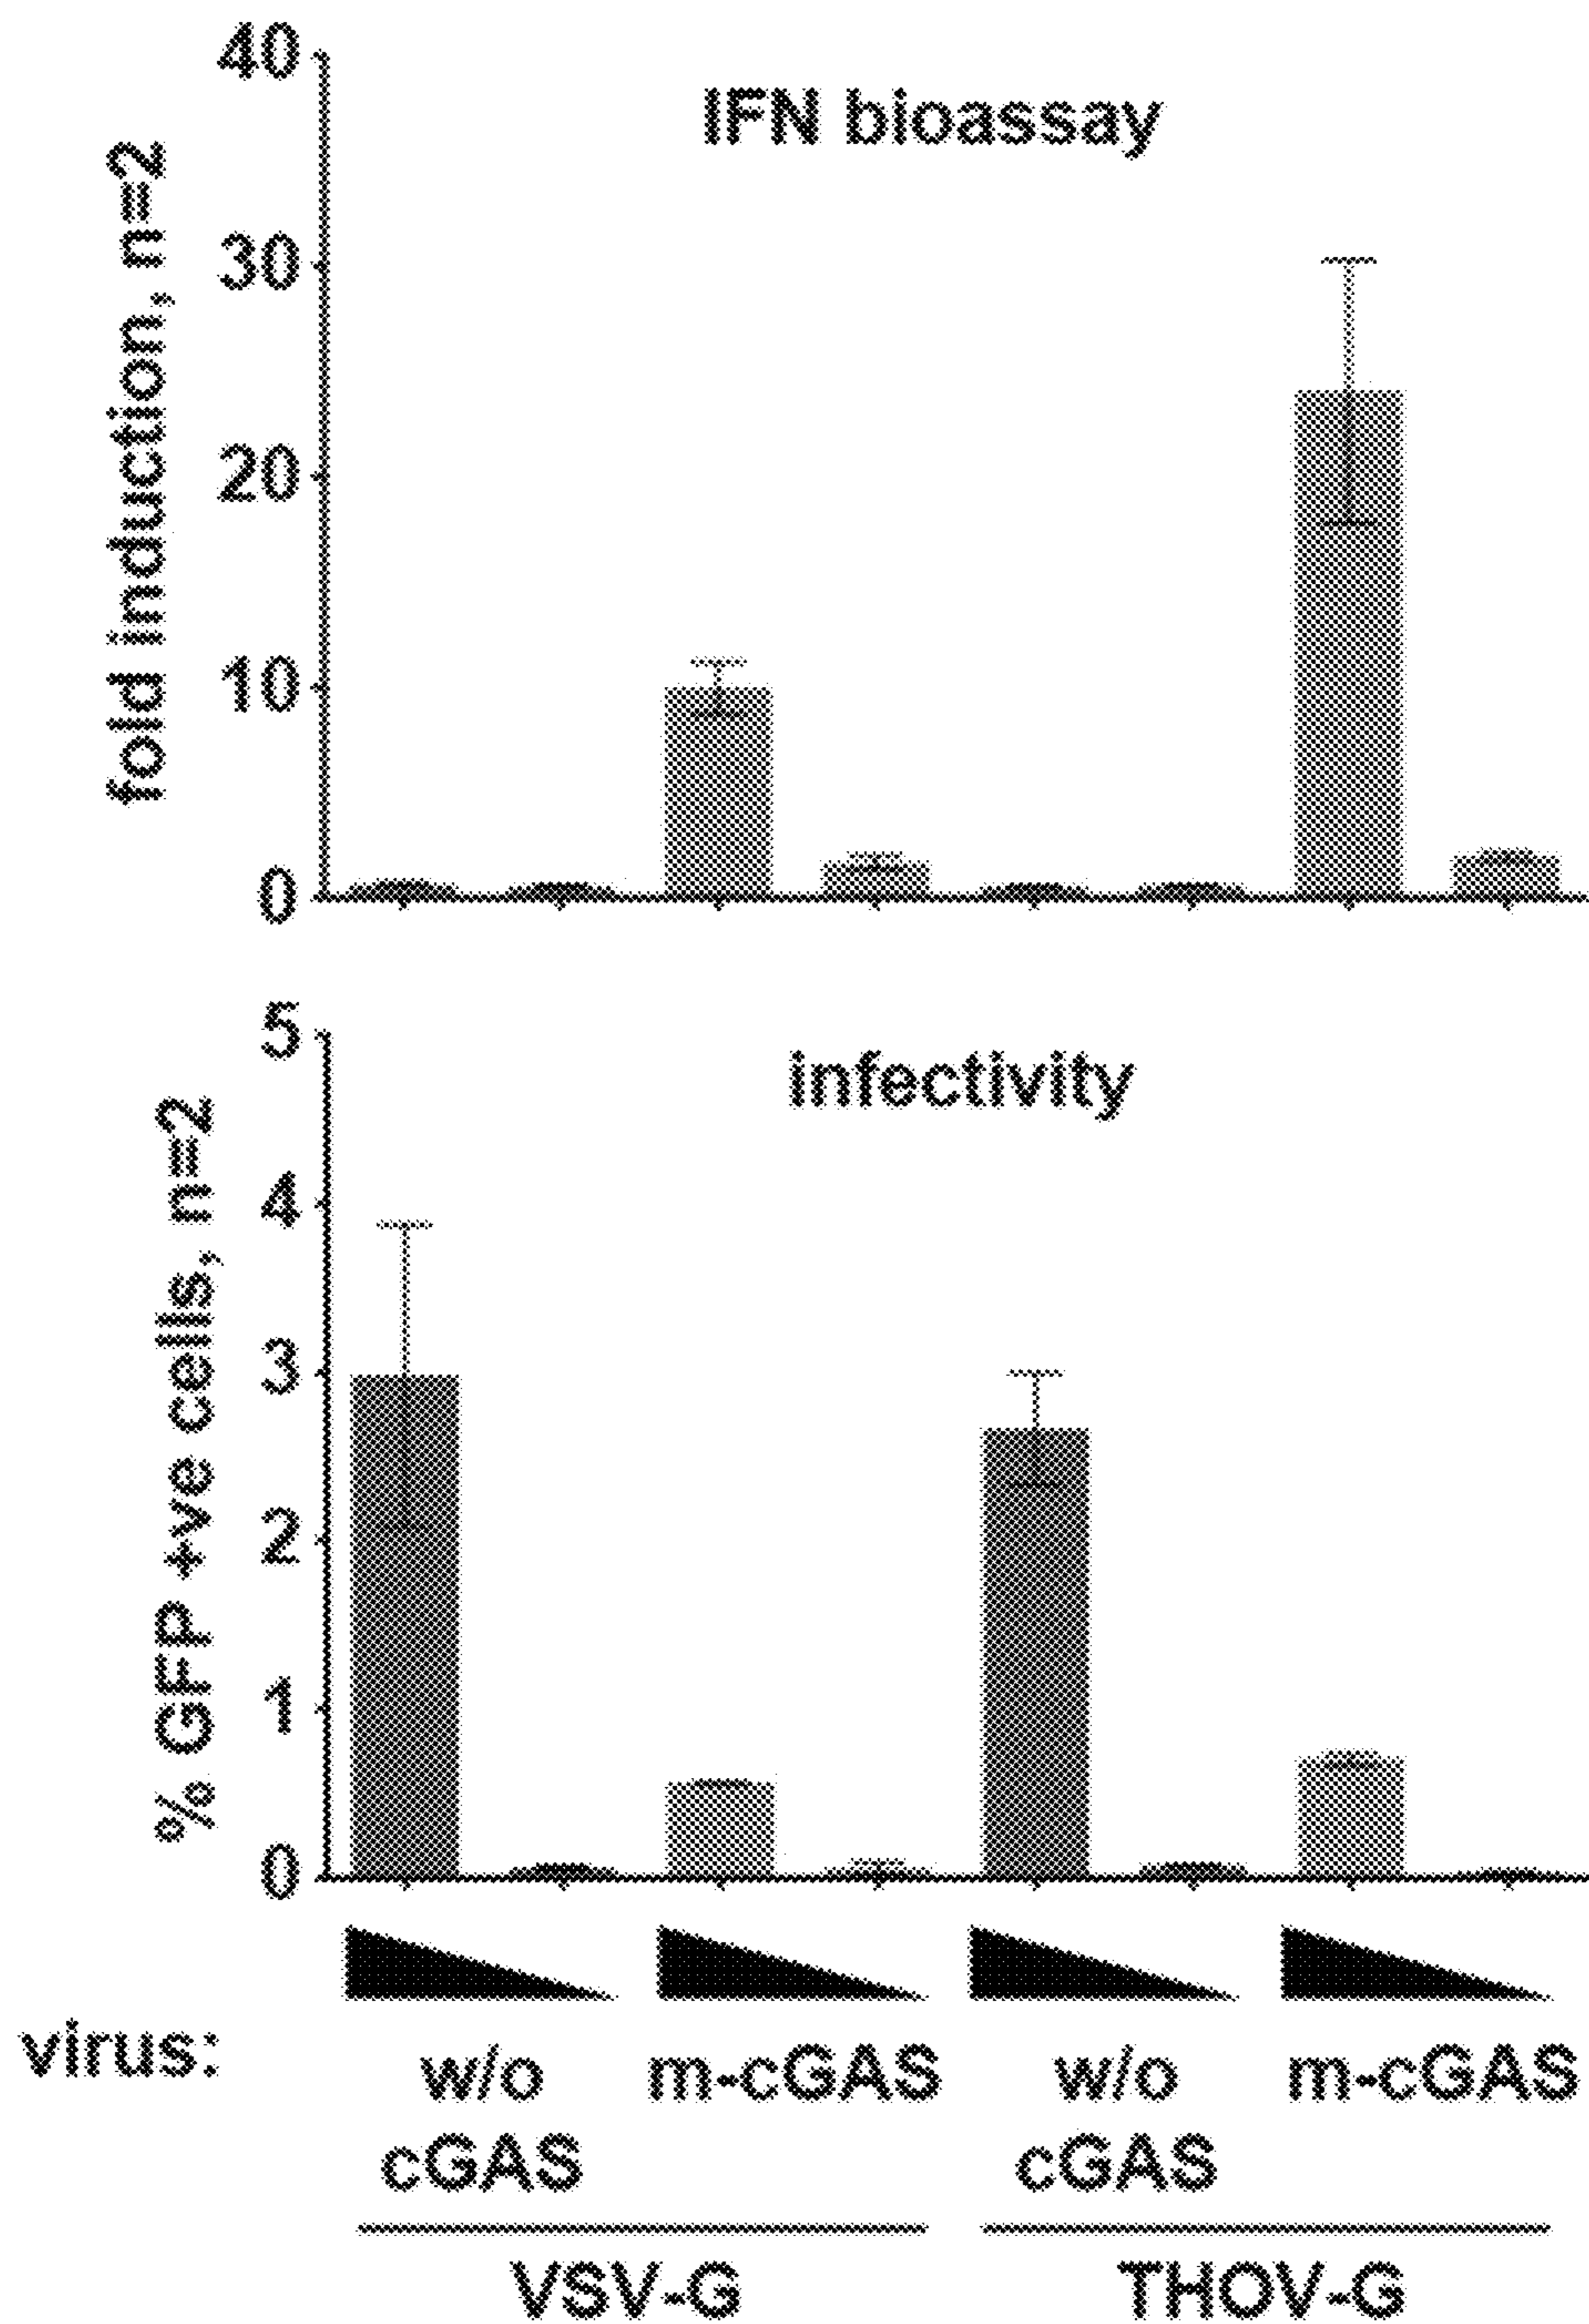 IFN bioassay
fold induction, n=2
40
30
20
10
0
infectivity
% GFP +ve cells, n=2
5
4
3
2
1
0
virus:
w/o m-cGAS w/o m-cGAS
cGAS cGAS
VSV-G THOV-G